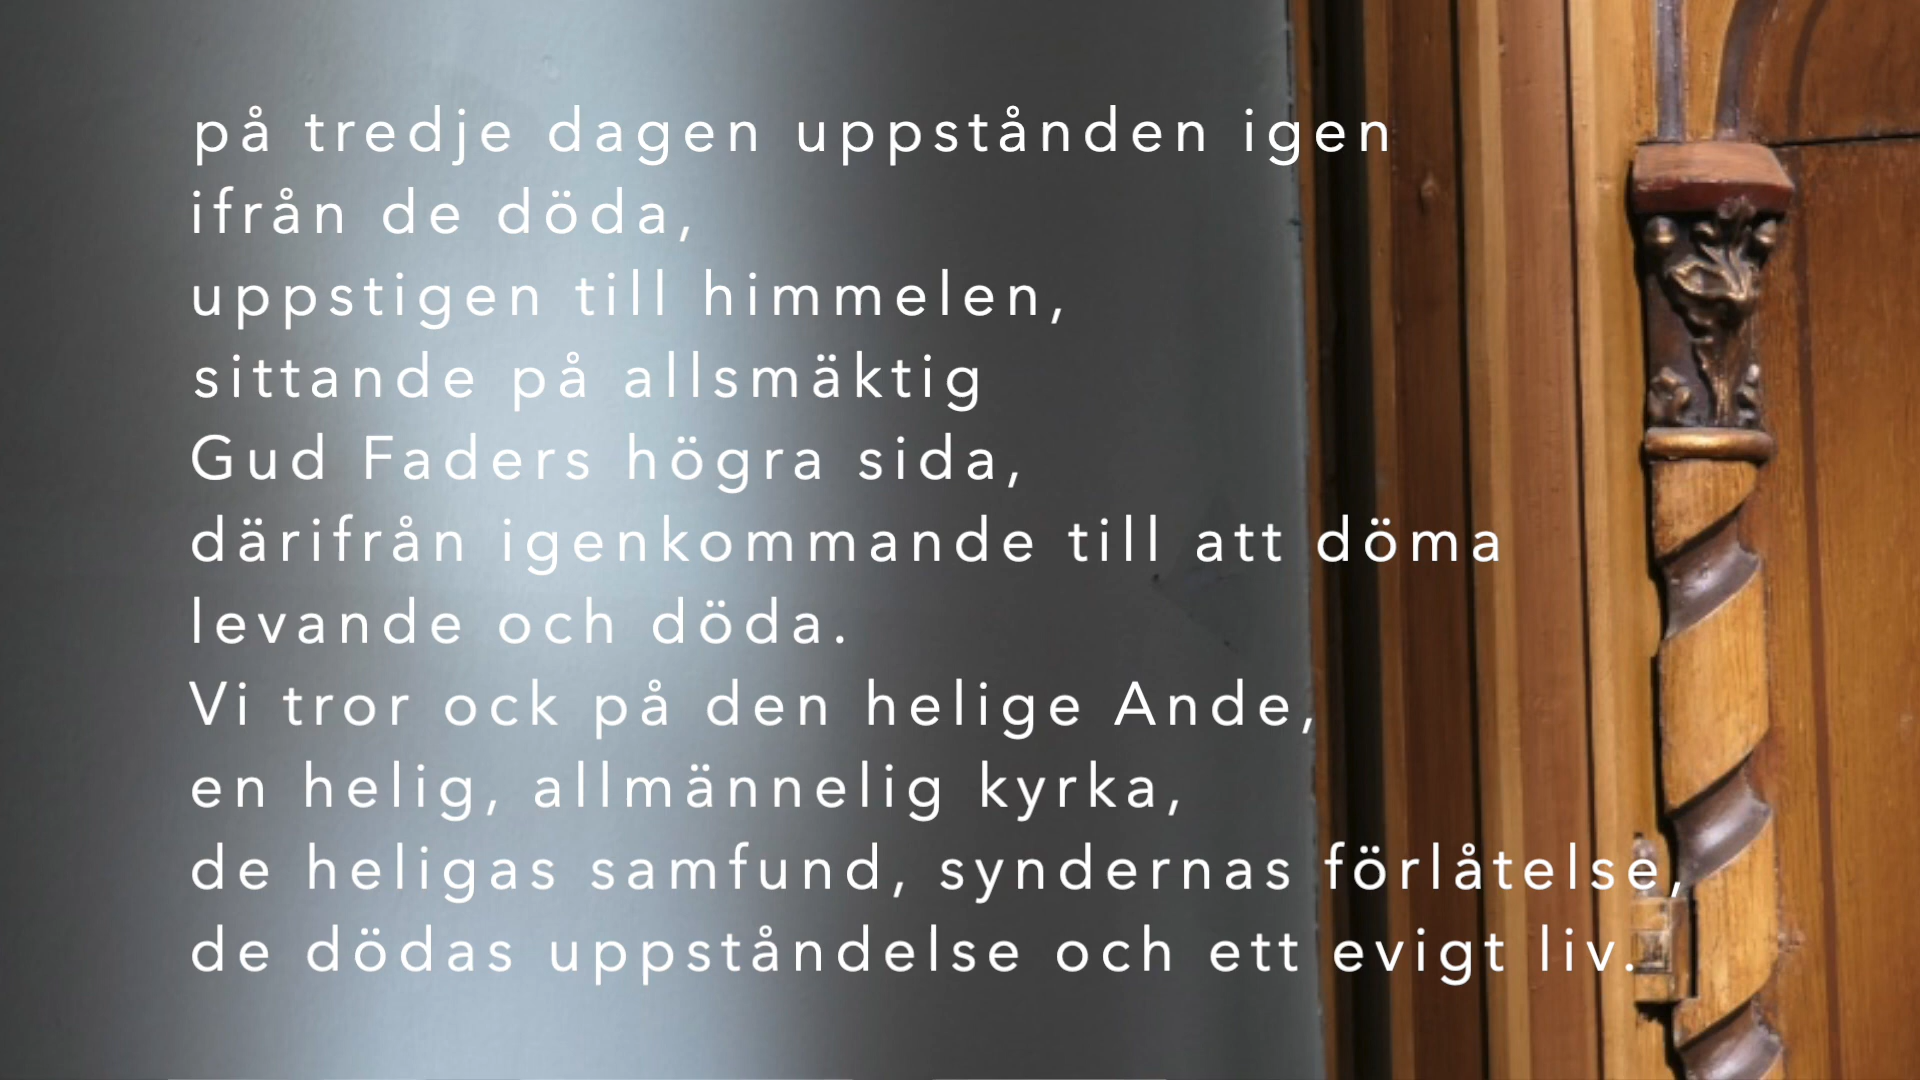 på tredje dagen uppstånden igen
ifrån de döda,
uppstigen till himmelen,
sittande på allsmäktig
Gud Faders högra sida,
därifrån igenkommande till att döma
levande och döda.
Vi tror ock på den helige Ande,
en helig, allmännelig kyrka,
de heligas samfund, syndernas förlåtelse,
de dödas uppståndelse och ett evigt liv.